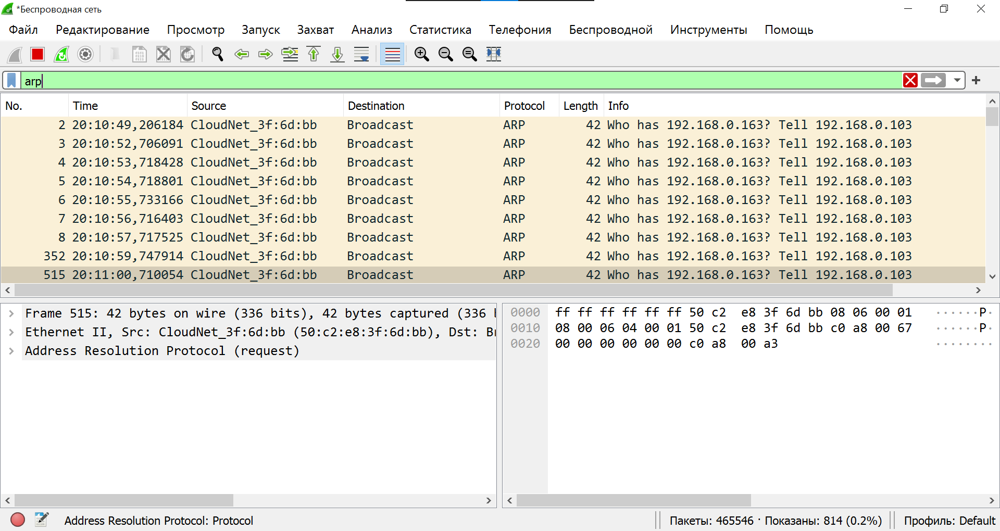 *Беспроводная сеть
Файл Редактирование Просмотр Запуск Захват Анализ Статистика Телефония Беспроводной Инструменты Помощь
arp
No. Time Source Destination Protocol Length Info
2 20:10:49,206184 CloudNet_3f:6d:bb Broadcast ARP 42 Who has 192.168.0.163? Tell 192.168.0.103
3 20:10:52,706091 CloudNet_3f:6d:bb Broadcast ARP 42 Who has 192.168.0.163? Tell 192.168.0.103
4 20:10:53,718428 CloudNet_3f:6d:bb Broadcast ARP 42 Who has 192.168.0.163? Tell 192.168.0.103
5 20:10:54,718801 CloudNet_3f:6d:bb Broadcast ARP 42 Who has 192.168.0.163? Tell 192.168.0.103
6 20:10:55,733166 CloudNet_3f:6d:bb Broadcast ARP 42 Who has 192.168.0.163? Tell 192.168.0.103
7 20:10:56,716403 CloudNet_3f:6d:bb Broadcast ARP 42 Who has 192.168.0.163? Tell 192.168.0.103
8 20:10:57,717525 CloudNet_3f:6d:bb Broadcast ARP 42 Who has 192.168.0.163? Tell 192.168.0.103
352 20:10:59,747914 CloudNet_3f:6d:bb Broadcast ARP 42 Who has 192.168.0.163? Tell 192.168.0.103
515 20:11:00,710054 CloudNet_3f:6d:bb Broadcast ARP 42 Who has 192.168.0.163? Tell 192.168.0.103
Frame 515: 42 bytes on wire (336 bits), 42 bytes captured (336 b
Ethernet II, Src: CloudNet_3f:6d:bb (50:c2:e8:3f:6d:bb), Dst: Br
Address Resolution Protocol (request)
0000 ff ff ff ff ff ff 50 c2 e8 3f 6d bb 08 06 00 01 ······P·
0010 08 00 06 04 00 01 50 c2 e8 3f 6d bb c0 a8 00 67 ······P·
0020 00 00 00 00 00 00 c0 a8 00 a3 ········
Address Resolution Protocol: Protocol
Пакеты: 465546 · Показаны: 814 (0.2%)
Профиль: Default